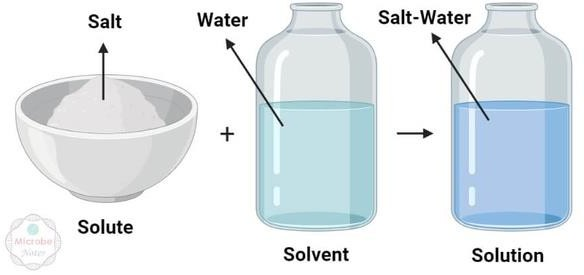 Salt
Water
Salt-Water
+
Solute
Solvent
Solution
Microbe
Notes